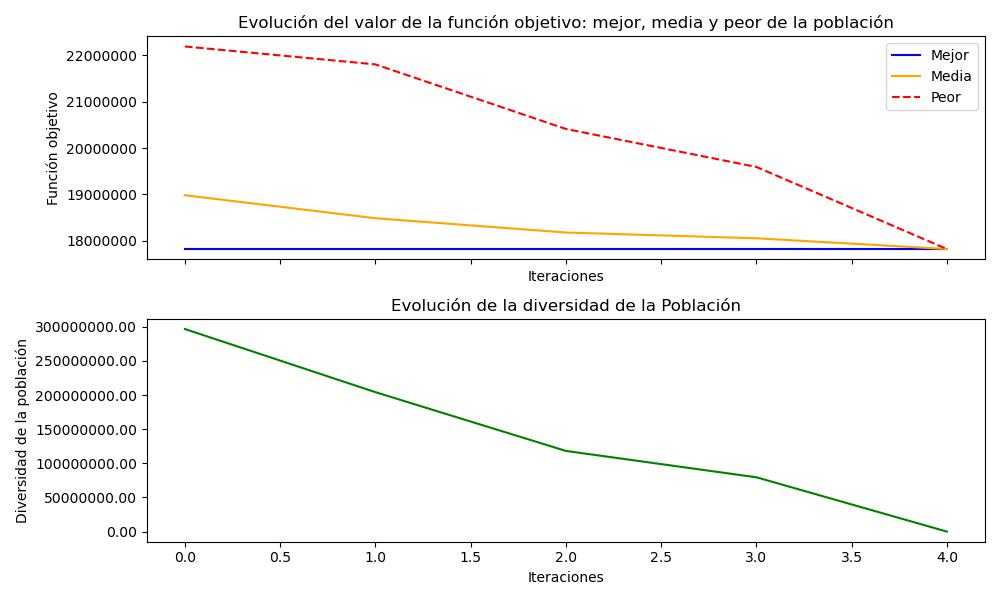 Evolución del valor de la función objetivo: mejor, media y peor de la población
Función objetivo
22000000
21000000
20000000
19000000
18000000
Mejor
Media
Peor
Iteraciones
Evolución de la diversidad de la Población
Diversidad de la población
300000000.00
250000000.00
200000000.00
150000000.00
100000000.00
50000000.00
0.00
0.0 0.5 1.0 1.5 2.0 2.5 3.0 3.5 4.0
Iteraciones